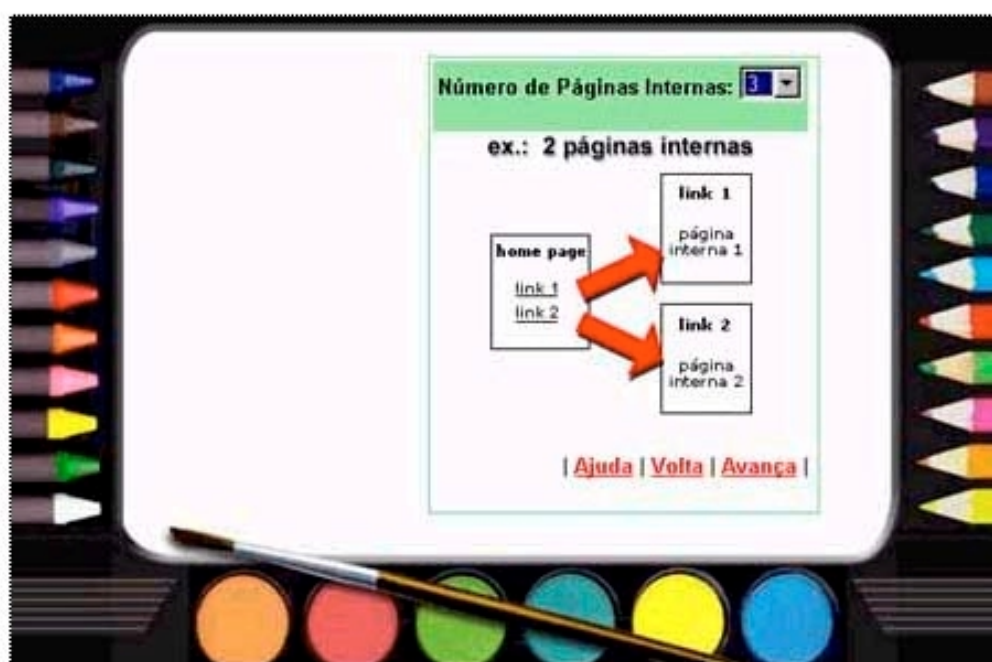 Número de Páginas Internas: 3
ex.: 2 páginas internas
home page
link 1
link 2
link 1
página
interna 1
link 2
página
interna 2
| Ajuda | Volta | Avança |